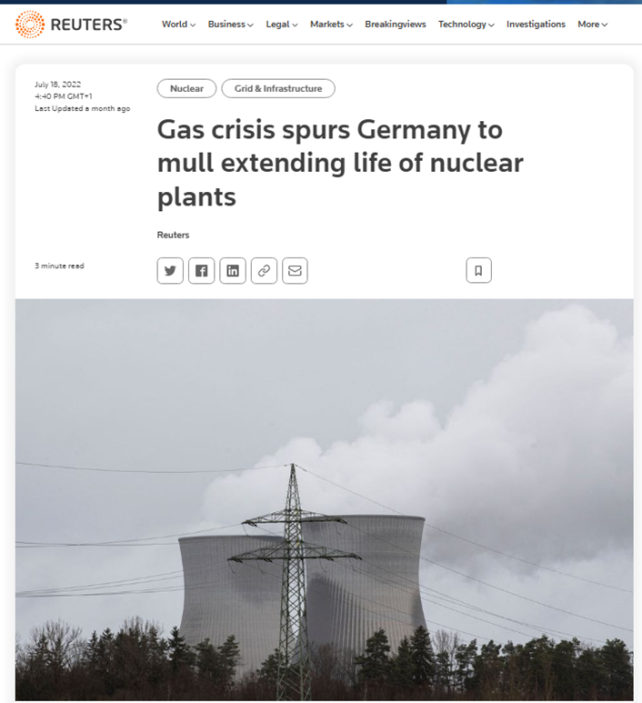 REUTERS®
World Business Legal Markets Breakingviews Technology Investigations More
July 18, 2022
4:40 PM GMT+1
Last Updated a month ago
Nuclear
Grid & Infrastructure
Gas crisis spurs Germany to
mull extending life of nuclear
plants
Reuters
3 minute read